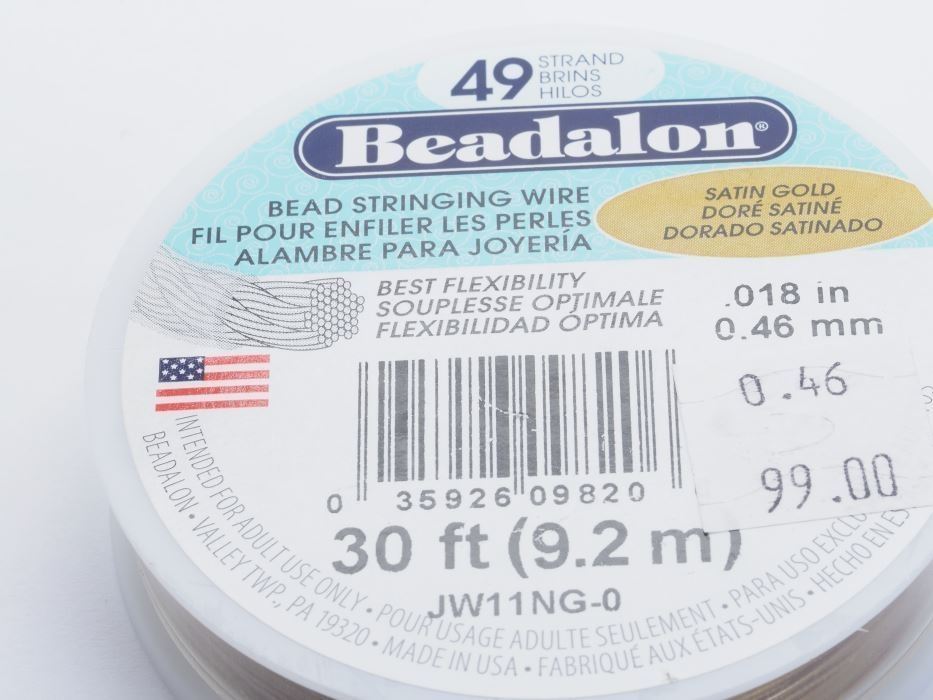 49 STRAND
BRINS
HILOS
Beadalon®
BEAD STRINGING WIRE
FIL POUR ENFILER LES PERLES
ALAMBRE PARA JOYERÍA
SATIN GOLD
DORÉ SATINÉ
DORADO SATINADO
BEST FLEXIBILITY
SOUPLESSE OPTIMALE
FLEXIBILIDAD ÓPTIMA
.018 in
0.46 mm
0.46
99.00
0 35926 09820
30 ft (9.2 m)
JW11NG-0
INTENDED FOR ADULT USE ONLY • POUR USAGE ADULTE SEULEMENT • PARA USO
BEADALON • VALLEY TWP., PA 19320 • MADE IN USA • FABRIQUÉ AUX ÉTATS-UNIS • HECHO EN